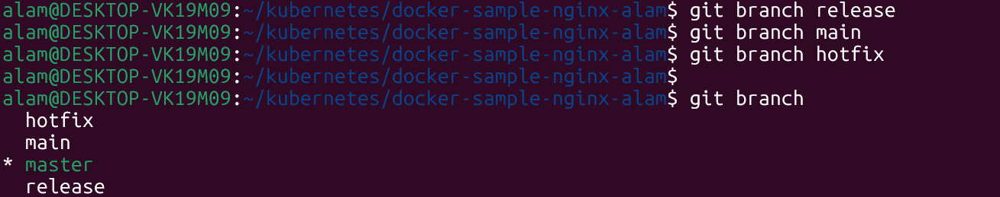 alam@DESKTOP-VK19M09:~/kubernetes/docker-sample-nginx-alam$ git branch release
alam@DESKTOP-VK19M09:~/kubernetes/docker-sample-nginx-alam$ git branch main
alam@DESKTOP-VK19M09:~/kubernetes/docker-sample-nginx-alam$ git branch hotfix
alam@DESKTOP-VK19M09:~/kubernetes/docker-sample-nginx-alam$
alam@DESKTOP-VK19M09:~/kubernetes/docker-sample-nginx-alam$ git branch
  hotfix
  main
* master
  release